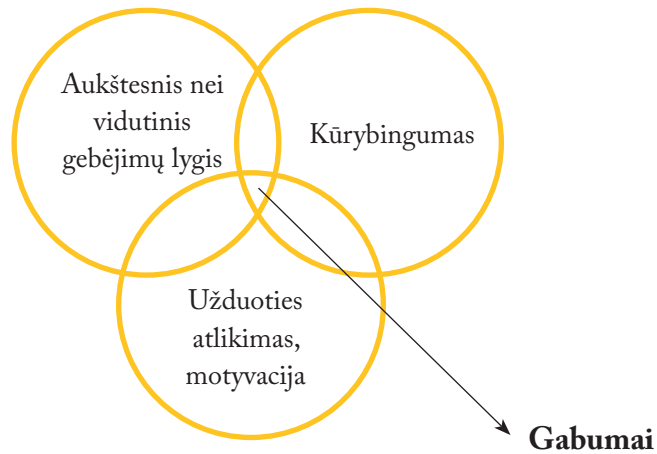 Aukštesnis nei
vidutinis
gebėjimų lygis
Kūrybingumas
Užduoties
atlikimas,
motyvacija
Gabumai